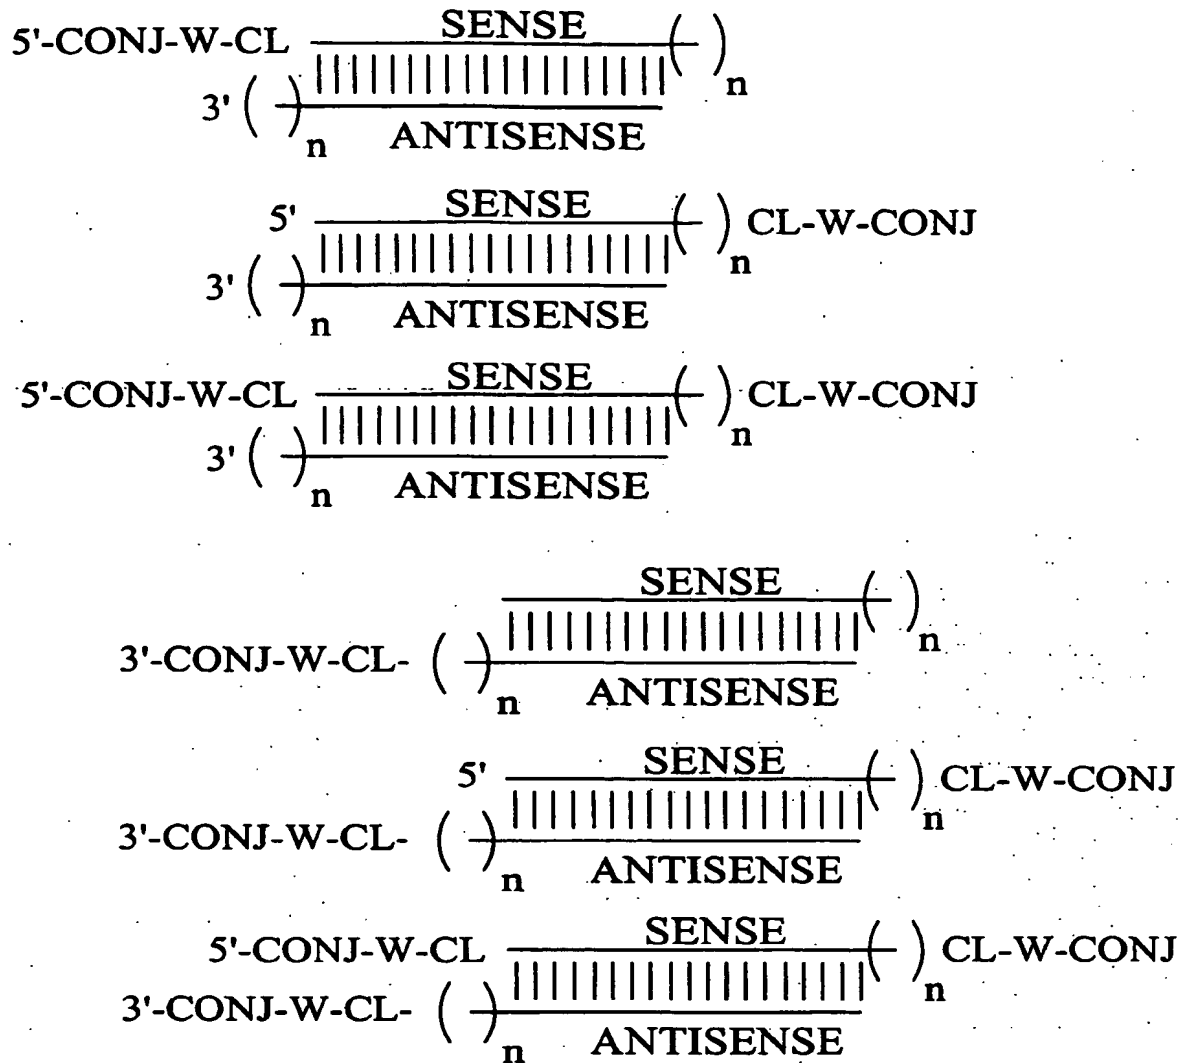 SENSE
5'-CONJ-W-CL ( )n
3' ( )n
ANTISENSE
SENSE
5' ( )n CL-W-CONJ
3' ( )n
ANTISENSE
SENSE
5'-CONJ-W-CL ( )n CL-W-CONJ
3' ( )n
ANTISENSE
SENSE
( )n
3'-CONJ-W-CL- ( )n
ANTISENSE
SENSE
5' ( )n CL-W-CONJ
3'-CONJ-W-CL- ( )n
ANTISENSE
SENSE
5'-CONJ-W-CL ( )n CL-W-CONJ
3'-CONJ-W-CL- ( )n
ANTISENSE